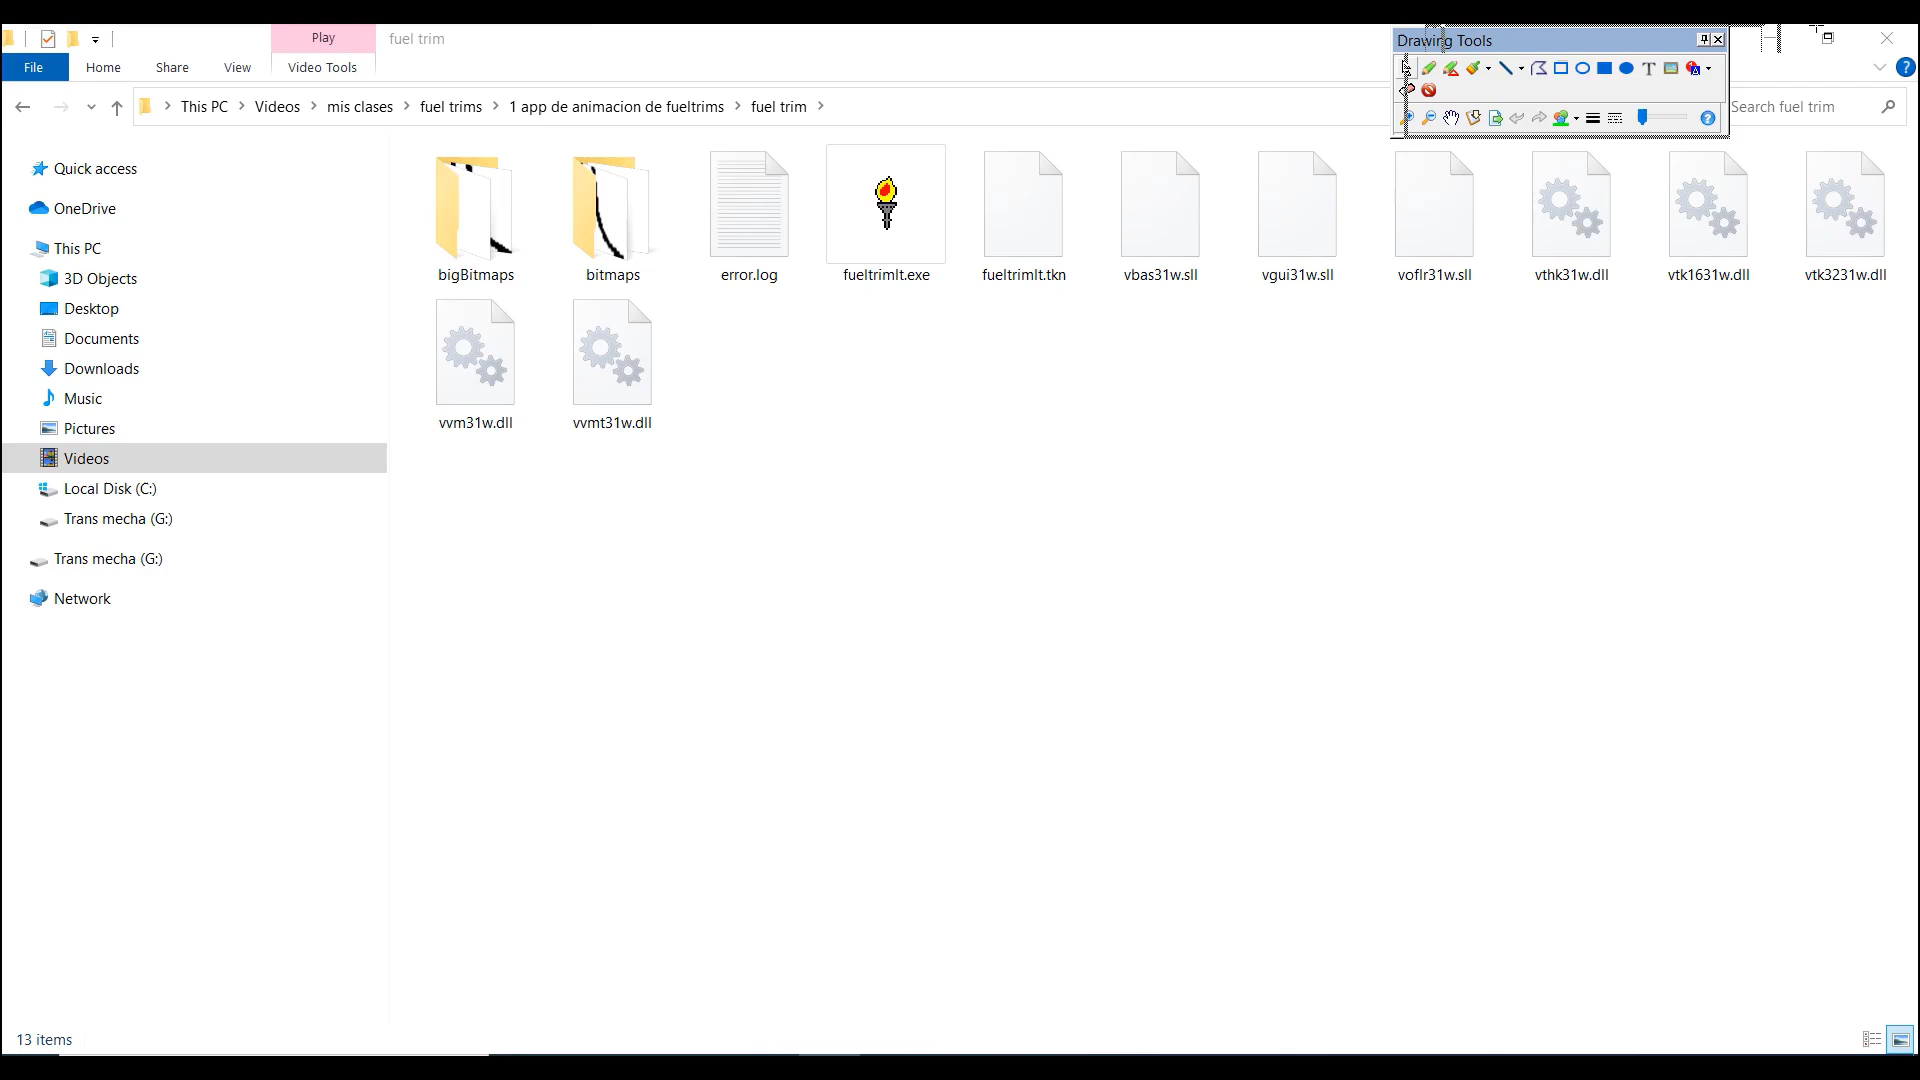 Play
fuel trim
Drawing Tools
File
Home
Share
View
Video Tools
This PC
Videos
mis clases
fuel trims
1 app de animacion de fueltrims
fuel trim
Search fuel trim
Quick access
OneDrive
This PC
3D Objects
Desktop
Documents
Downloads
Music
Pictures
Videos
Local Disk (C:)
Trans mecha (G:)
Trans mecha (G:)
Network
bigBitmaps
bitmaps
error.log
fueltrimlt.exe
fueltrimlt.tkn
vbas31w.sll
vgui31w.sll
voflr31w.sll
vthk31w.dll
vtk1631w.dll
vtk3231w.dll
vvm31w.dll
vvmt31w.dll
13 items